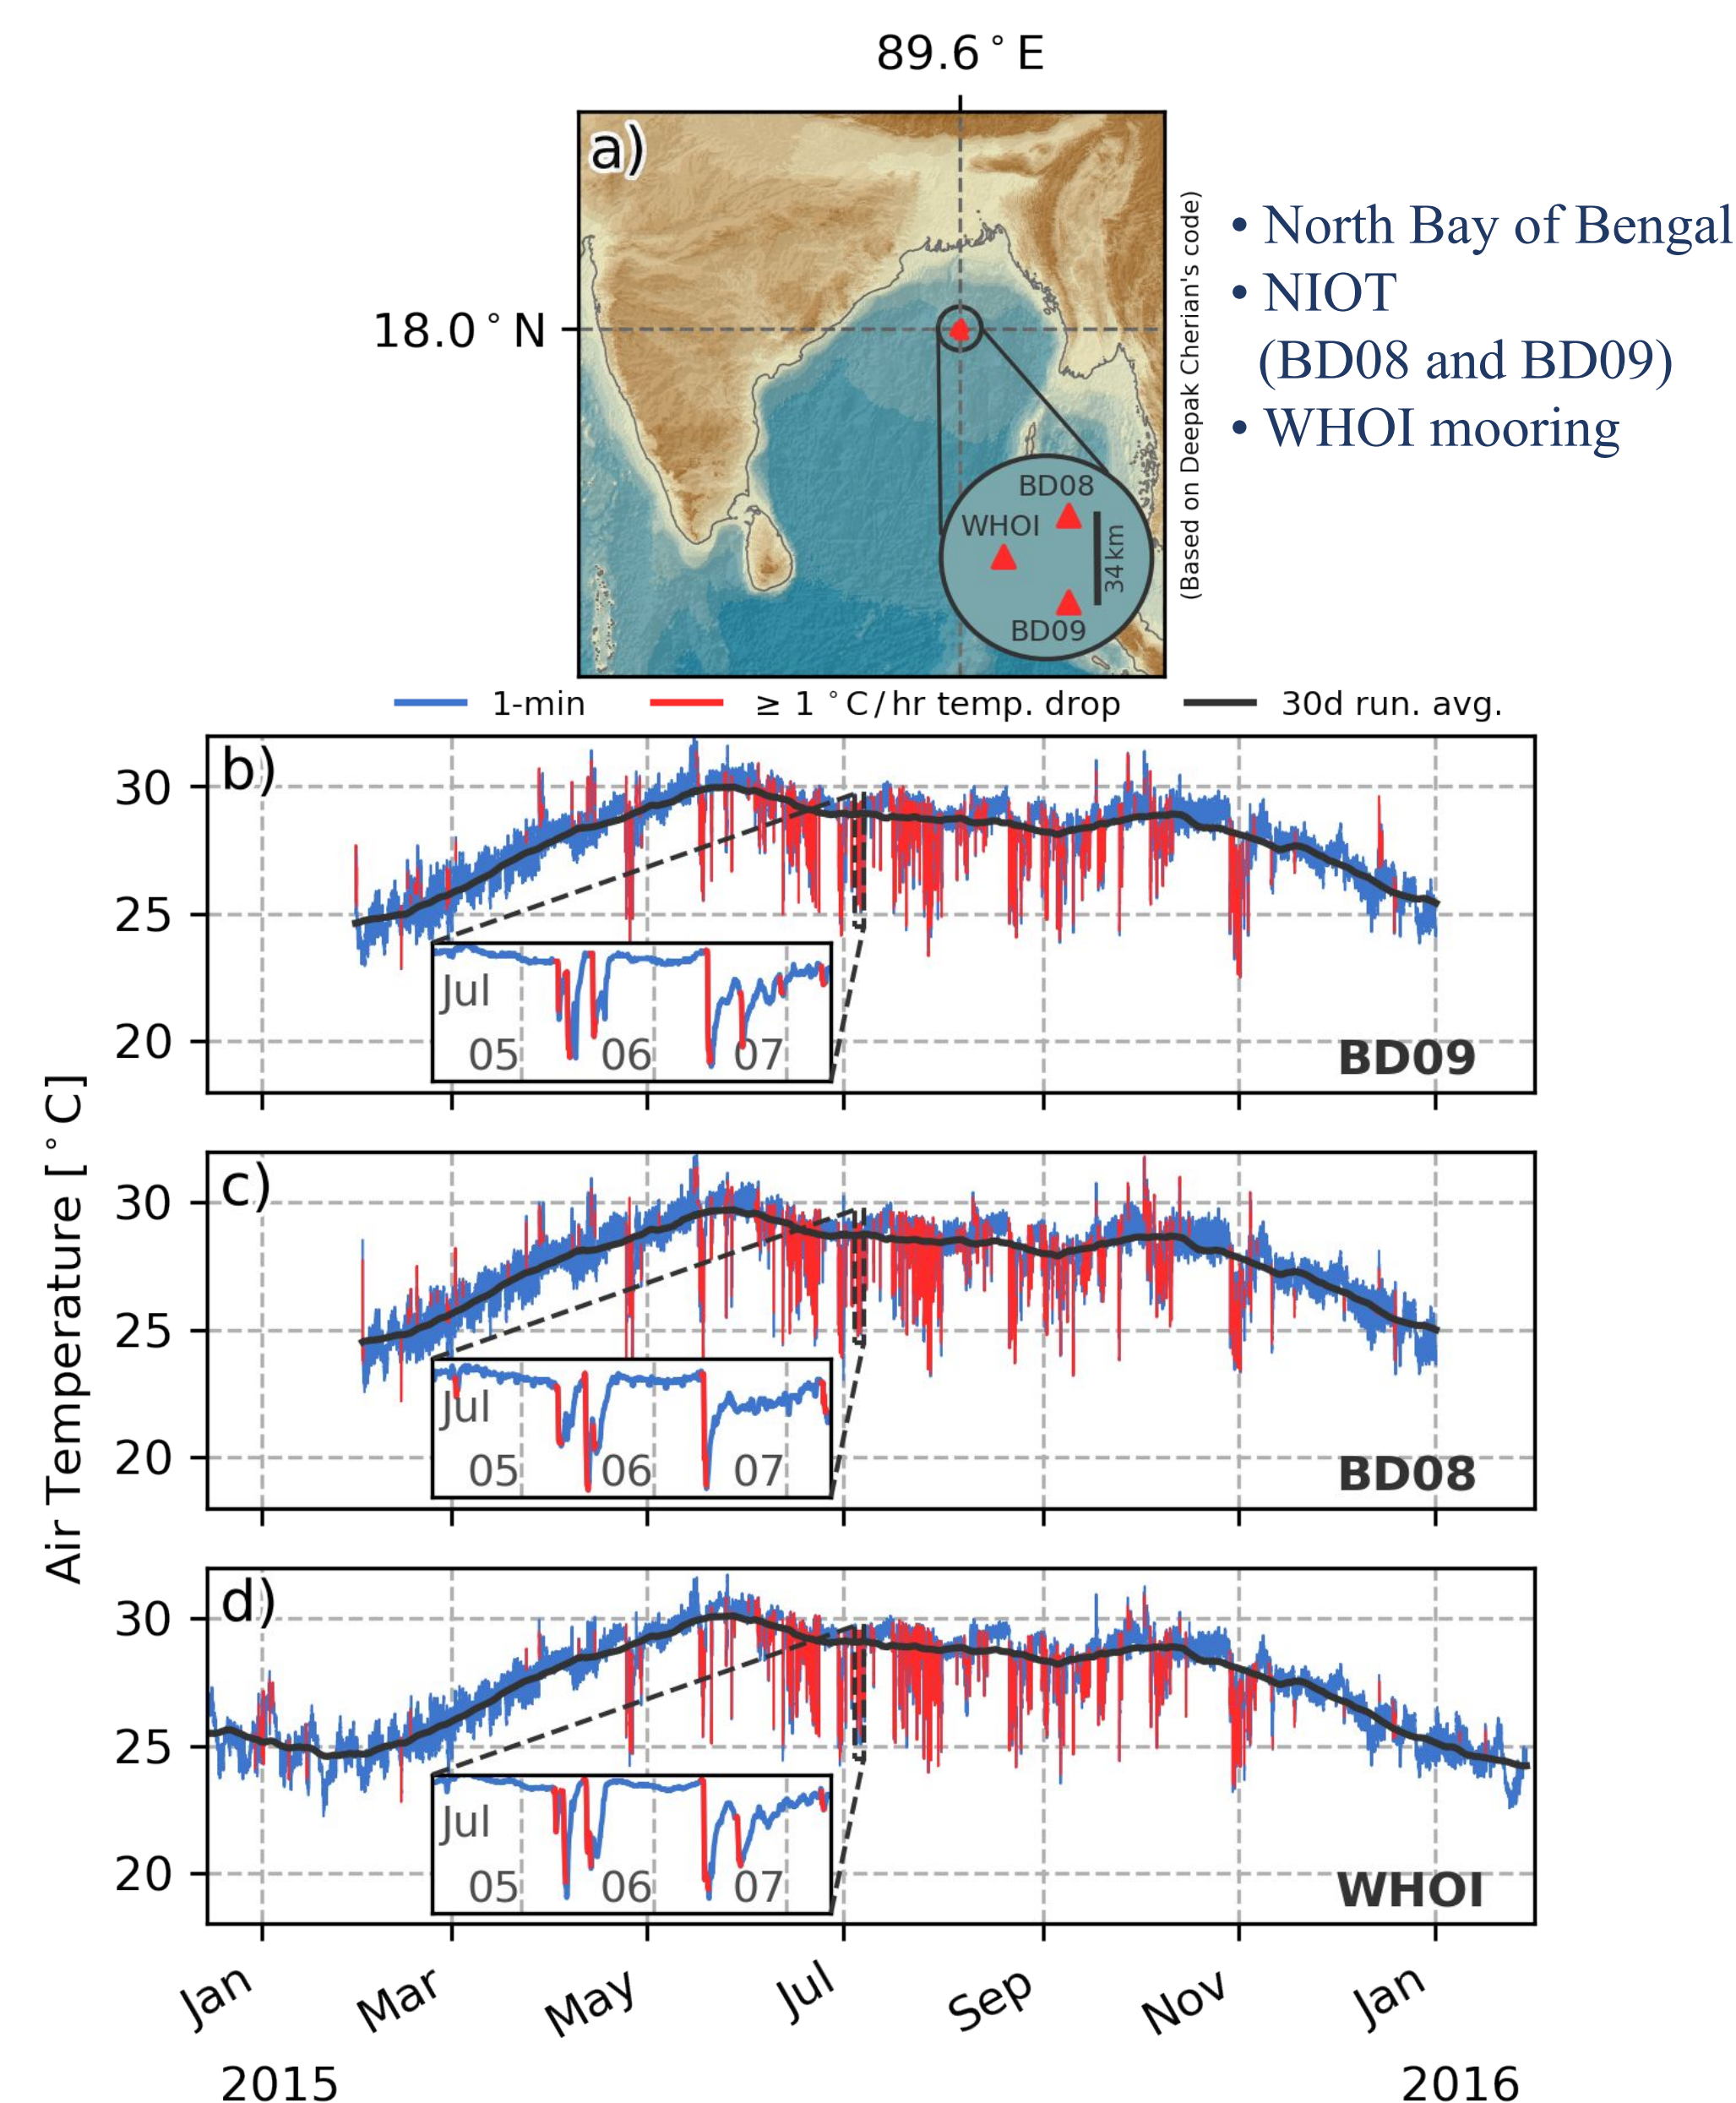 89.6°E
a)
18.0°N
BD08
WHOI
34 km
BD09
(Based on Deepak Cherian's code)
• North Bay of Bengal
• NIOT
(BD08 and BD09)
• WHOI mooring
1-min
≥ 1 °C/hr temp. drop
30d run. avg.
Air Temperature [°C]
b)
30
25
20
Jul
05 06 07
BD09
c)
30
25
20
Jul
05 06 07
BD08
d)
30
25
20
Jul
05 06 07
WHOI
Jan Mar May Jul Sep Nov Jan
2015 2016